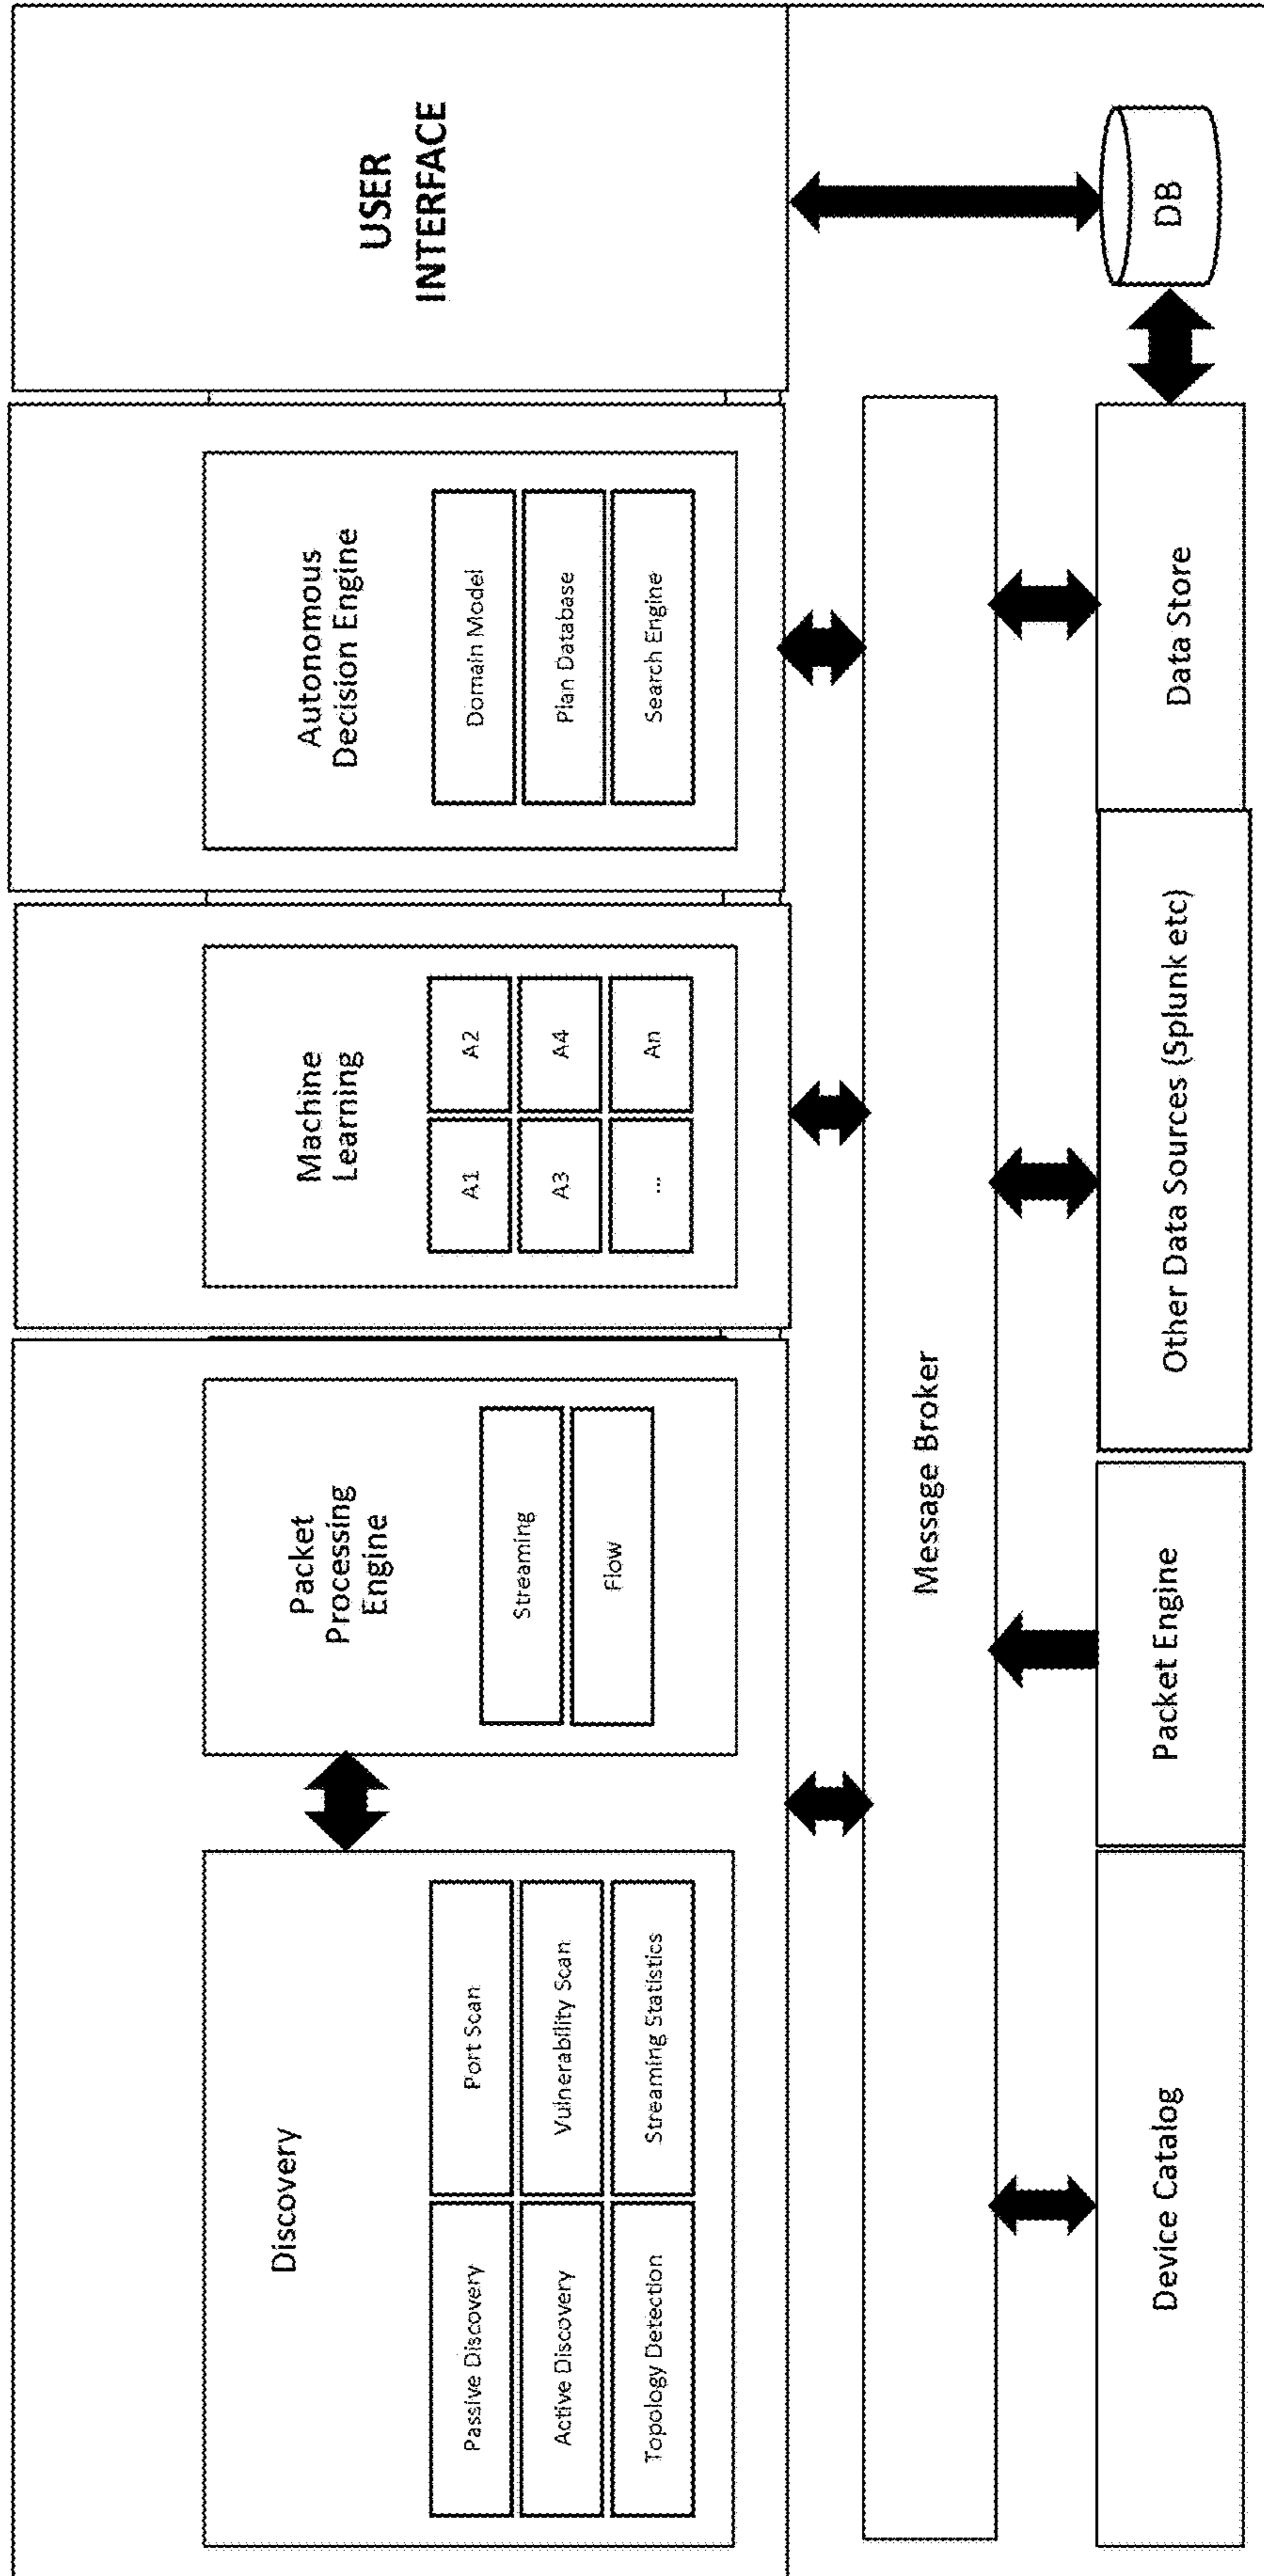 Discovery
Passive Discovery
Port Scan
Active Discovery
Vulnerability Scan
Topology Detection
Streaming Statistics
Packet
Processing
Engine
Streaming
Flow
Machine
Learning
A1
A2
A3
A4
...
An
Autonomous
Decision Engine
Domain Model
Plan Database
Search Engine
USER
INTERFACE
Message Broker
Device Catalog
Packet Engine
Other Data Sources (Splunk etc)
Data Store
DB